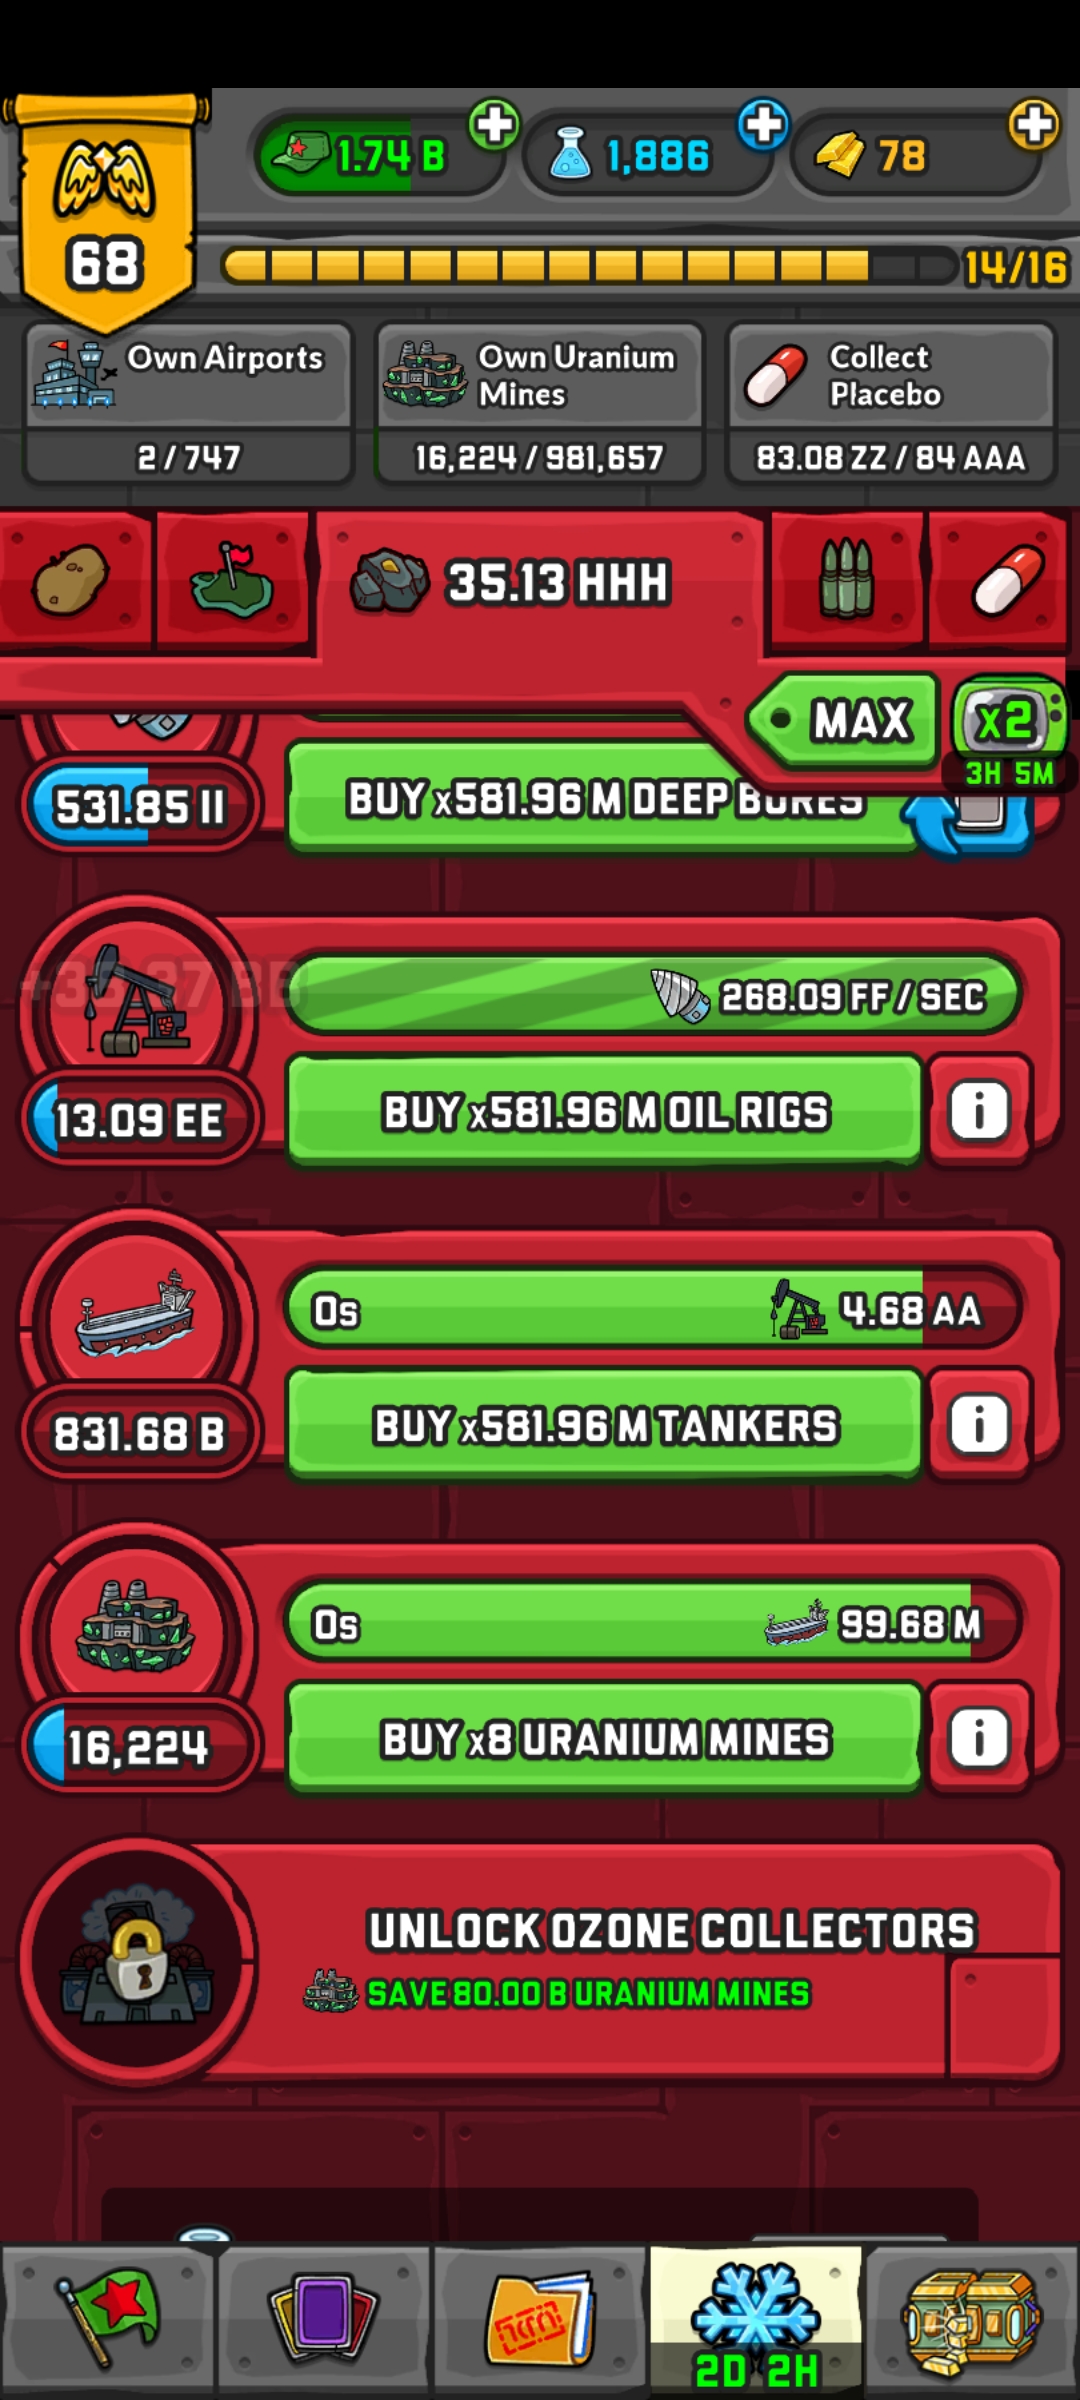 1.74 B
1,886
78
68
14/16
Own Airports
2 / 747
Own Uranium
Mines
16,224 / 981,657
Collect
Placebo
83.08 ZZ / 84 AAA
35.13 HHH
MAX
x2
3H 5M
531.85 II
BUY x581.96 M DEEP BORES
268.09 FF / SEC
13.09 EE
BUY x581.96 M OIL RIGS
i
0s
4.68 AA
831.68 B
BUY x581.96 M TANKERS
i
0s
99.68 M
16,224
BUY x8 URANIUM MINES
i
UNLOCK OZONE COLLECTORS
SAVE 80.00 B URANIUM MINES
2D 2H